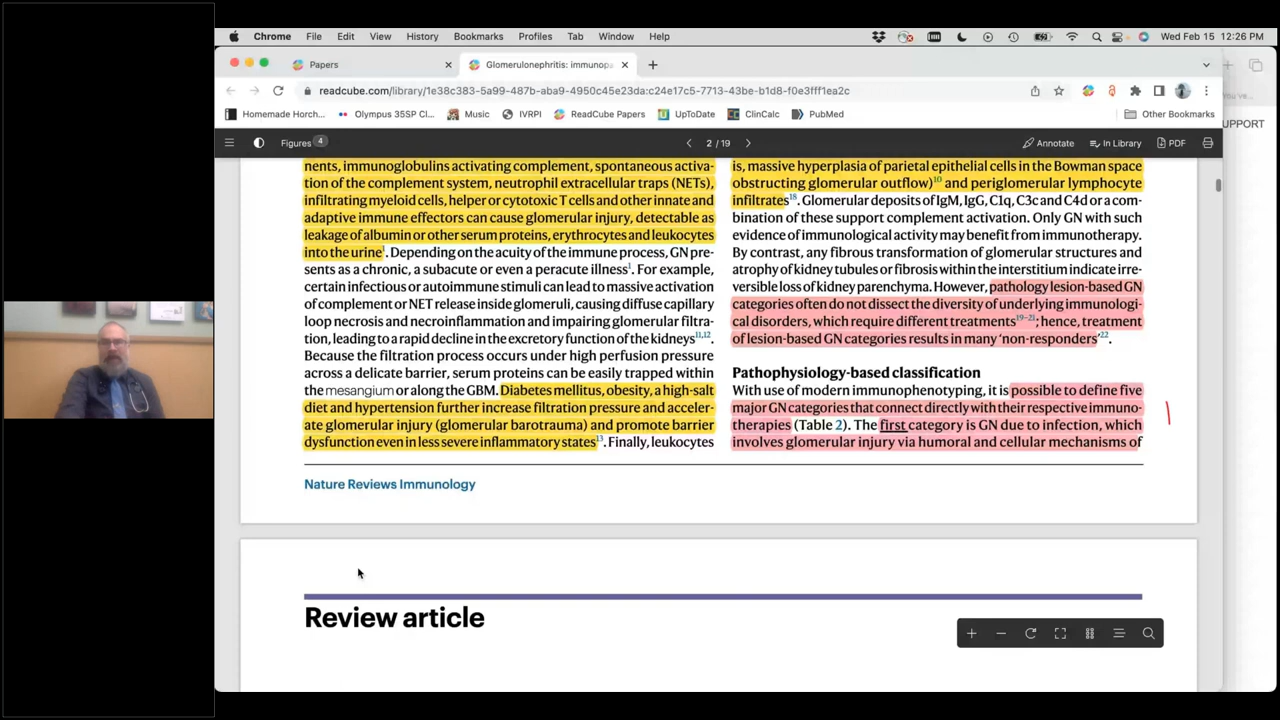 Chrome File Edit View History Bookmarks Profiles Tab Window Help Wed Feb 15 12:26 PM
Papers Glomerulonephritis: immunopa
readcube.com/library/1e38c383-5a99-487b-aba9-4950c45e23da:c24e17c5-7713-43be-b1d8-f0e3fff1ea2c
Homemade Horch... Olympus 35SP Cl... Music IVRPI ReadCube Papers UpToDate ClinCalc PubMed Other Bookmarks
Figures 4 2 / 19 Annotate In Library PDF
UPPORT
nents, immunoglobulins activating complement, spontaneous activa-
tion of the complement system, neutrophil extracellular traps (NETs),
infiltrating myeloid cells, helper or cytotoxic T cells and other innate and
adaptive immune effectors can cause glomerular injury, detectable as
leakage of albumin or other serum proteins, erythrocytes and leukocytes
into the urine1. Depending on the acuity of the immune process, GN pre-
sents as a chronic, a subacute or even a peracute illness1. For example,
certain infectious or autoimmune stimuli can lead to massive activation
of complement or NET release inside glomeruli, causing diffuse capillary
loop necrosis and necroinflammation and impairing glomerular filtra-
tion, leading to a rapid decline in the excretory function of the kidneys11,12.
Because the filtration process occurs under high perfusion pressure
across a delicate barrier, serum proteins can be easily trapped within
the mesangium or along the GBM. Diabetes mellitus, obesity, a high-salt
diet and hypertension further increase filtration pressure and acceler-
ate glomerular injury (glomerular barotrauma) and promote barrier
dysfunction even in less severe inflammatory states13. Finally, leukocytes
is, massive hyperplasia of parietal epithelial cells in the Bowman space
obstructing glomerular outflow)10 and periglomerular lymphocyte
infiltrates18. Glomerular deposits of IgM, IgG, C1q, C3c and C4d or a com-
bination of these support complement activation. Only GN with such
evidence of immunological activity may benefit from immunotherapy.
By contrast, any fibrous transformation of glomerular structures and
atrophy of kidney tubules or fibrosis within the interstitium indicate irre-
versible loss of kidney parenchyma. However, pathology lesion-based GN
categories often do not dissect the diversity of underlying immunologi-
cal disorders, which require different treatments19–21; hence, treatment
of lesion-based GN categories results in many 'non-responders'22.
Pathophysiology-based classification
With use of modern immunophenotyping, it is possible to define five
major GN categories that connect directly with their respective immuno-
therapies (Table 2). The first category is GN due to infection, which
involves glomerular injury via humoral and cellular mechanisms of
Nature Reviews Immunology
Review article